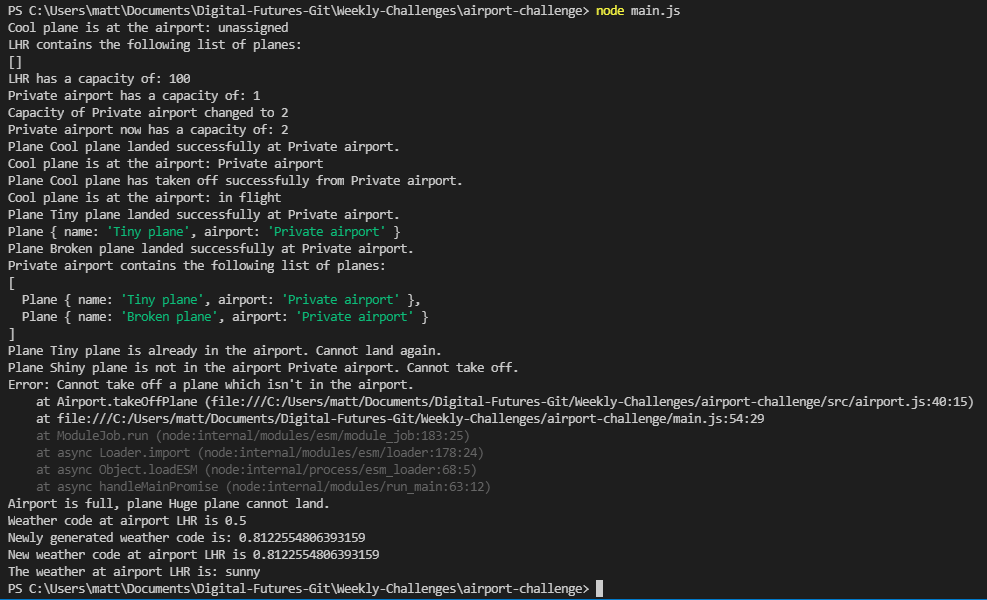 PS C:\Users\matt\Documents\Digital-Futures-Git\Weekly-Challenges\airport-challenge> node main.js
Cool plane is at the airport: unassigned
LHR contains the following list of planes:
[]
LHR has a capacity of: 100
Private airport has a capacity of: 1
Capacity of Private airport changed to 2
Private airport now has a capacity of: 2
Plane Cool plane landed successfully at Private airport.
Cool plane is at the airport: Private airport
Plane Cool plane has taken off successfully from Private airport.
Cool plane is at the airport: in flight
Plane Tiny plane landed successfully at Private airport.
Plane { name: 'Tiny plane', airport: 'Private airport' }
Plane Broken plane landed successfully at Private airport.
Private airport contains the following list of planes:
[
  Plane { name: 'Tiny plane', airport: 'Private airport' },
  Plane { name: 'Broken plane', airport: 'Private airport' }
]
Plane Tiny plane is already in the airport. Cannot land again.
Plane Shiny plane is not in the airport Private airport. Cannot take off.
Error: Cannot take off a plane which isn't in the airport.
    at Airport.takeOffPlane (file:///C:/Users/matt/Documents/Digital-Futures-Git/Weekly-Challenges/airport-challenge/src/airport.js:40:15)
    at file:///C:/Users/matt/Documents/Digital-Futures-Git/Weekly-Challenges/airport-challenge/main.js:54:29
    at ModuleJob.run (node:internal/modules/esm/module_job:183:25)
    at async Loader.import (node:internal/modules/esm/loader:178:24)
    at async Object.loadESM (node:internal/process/esm_loader:68:5)
    at async handleMainPromise (node:internal/modules/run_main:63:12)
Airport is full, plane Huge plane cannot land.
Weather code at airport LHR is 0.5
Newly generated weather code is: 0.8122554806393159
New weather code at airport LHR is 0.8122554806393159
The weather at airport LHR is: sunny
PS C:\Users\matt\Documents\Digital-Futures-Git\Weekly-Challenges\airport-challenge>